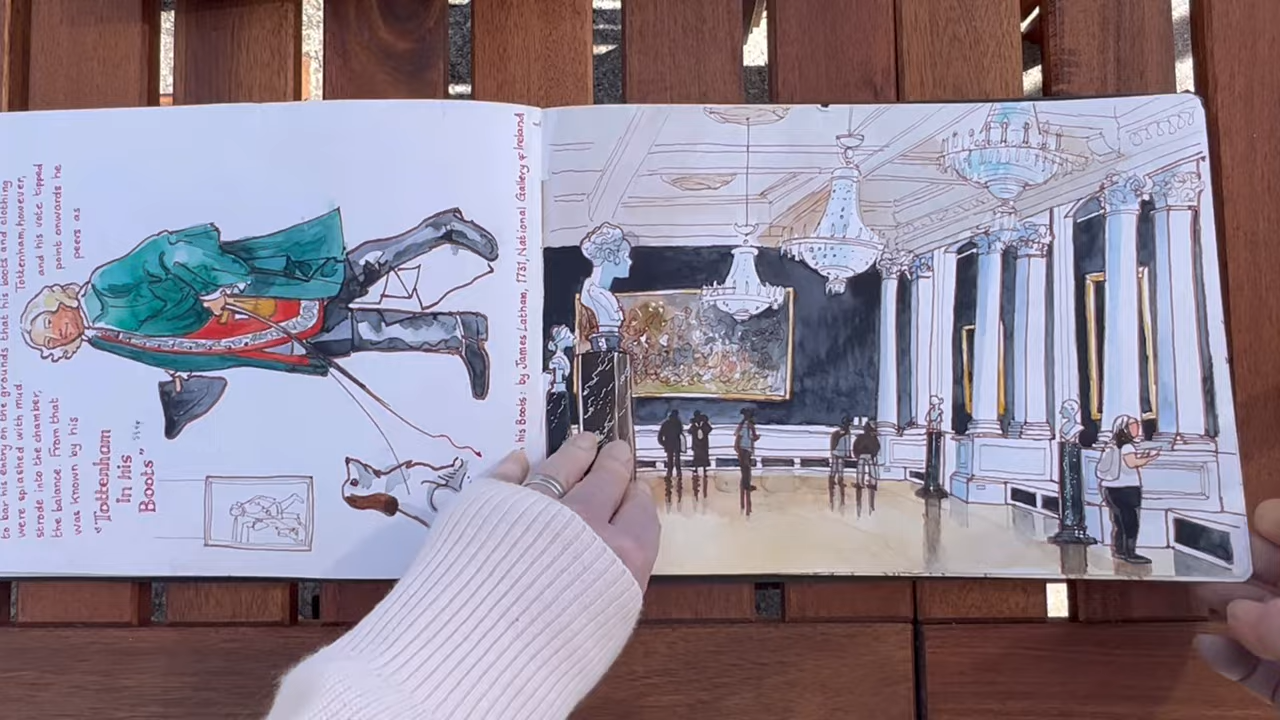 to bar his entry on the grounds that his boots and clothing
were splashed with mud. Tottenham, however,
strode into the chamber, and his vote tipped
the balance. From that point onwards he
was known by his peers as
"Tottenham
in his
Boots"
his Boots: by James Latham, 1731, National Gallery of Ireland